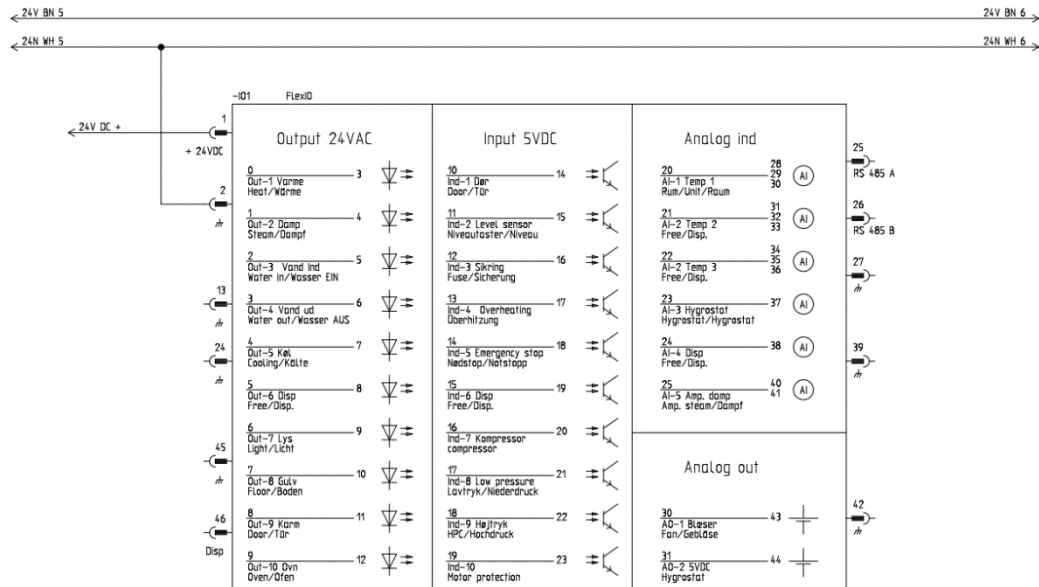 24V BN 5
24V BN 6
24N WH 5
24N WH 6
-IO1 FlexIO
24V DC +
1
+ 24VDC
2
13
24
45
46
Disp
Output 24VAC
0 3
Out-1 Varme
Heat/Wärme
1 4
Out-2 Damp
Steam/Dampf
2 5
Out-3 Vand Ind
Water in/Wasser EIN
3 6
Out-4 Vand ud
Water out/Wasser AUS
4 7
Out-5 Køl
Cooling/Kälte
5 8
Out-6 Disp
Free/Disp.
6 9
Out-7 Lys
Light/Licht
7 10
Out-8 Gulv
Floor/Boden
8 11
Out-9 Karm
Door/Tür
9 12
Out-10 Ovn
Oven/Ofen
Input 5VDC
10 14
Ind-1 Dør
Door/Tür
11 15
Ind-2 Level sensor
Niveautaster/Niveau
12 16
Ind-3 Sikring
Fuse/Sicherung
13 17
Ind-4 Overheating
Überhitzung
14 18
Ind-5 Emergency stop
Nødstop/Notstopp
15 19
Ind-6 Disp
Free/Disp.
16 20
Ind-7 Kompressor
compressor
17 21
Ind-8 Low pressure
Lavtryk/Niederdruck
18 22
Ind-9 Højtryk
HPC/Hochdruck
19 23
Ind-10
Motor protection
Analog ind
28
20 29 AI
AI-1 Temp 1 30
Rum/Unit/Raum
31
21 32 AI
AI-2 Temp 2 33
Free/Disp.
34
22 35 AI
AI-2 Temp 3 36
Free/Disp.
23 37 AI
AI-3 Hygrostat
Hygrostat/Hygrostat
24 38 AI
AI-4 Disp
Free/Disp.
25 40 AI
AI-5 Amp. damp 41
Amp. steam/Dampf
Analog out
30 43
AO-1 Blæser
Fan/Gebläse
31 44
AO-2 5VDC
Hygrostat
25
RS 485 A
26
RS 485 B
27
39
42